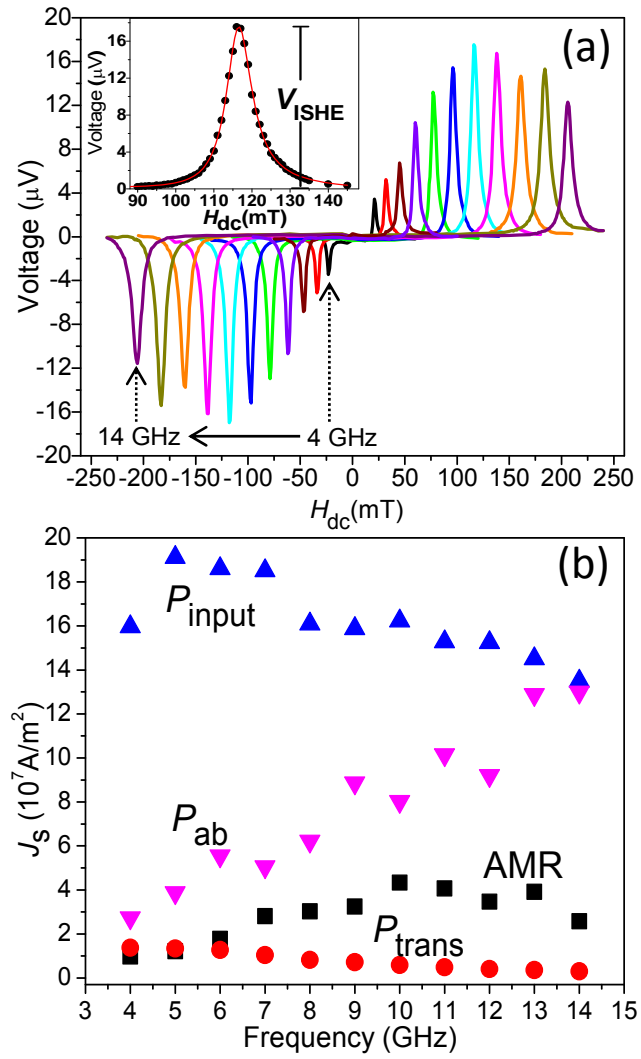 (a)
20
16
12
8
4
0
-4
-8
-12
-16
-20
Voltage (μV)
16
12
8
4
0
Voltage (μV)
V_ISHE
90 100 110 120 130 140
H_dc(mT)
14 GHz
4 GHz
-250 -200 -150 -100 -50 0 50 100 150 200 250
H_dc(mT)
(b)
20
18
16
14
12
10
8
6
4
2
0
J_S (10^7A/m^2)
P_input
P_ab
AMR
P_trans
3 4 5 6 7 8 9 10 11 12 13 14 15
Frequency (GHz)